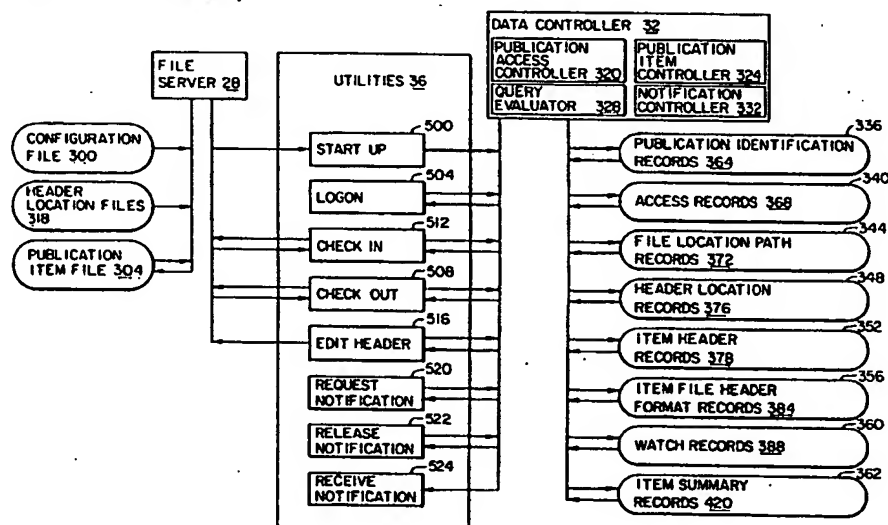 DATA CONTROLLER 32
PUBLICATION
ACCESS
CONTROLLER 320
PUBLICATION
ITEM
CONTROLLER 324
QUERY
EVALUATOR 328
NOTIFICATION
CONTROLLER 332
FILE
SERVER 28
UTILITIES 36
CONFIGURATION
FILE 300
HEADER
LOCATION FILES
318
PUBLICATION
ITEM FILE 304
500
START UP
504
LOGON
512
CHECK IN
508
CHECK OUT
516
EDIT HEADER
520
REQUEST
NOTIFICATION
522
RELEASE
NOTIFICATION
524
RECEIVE
NOTIFICATION
336
PUBLICATION IDENTIFICATION
RECORDS 364
340
ACCESS RECORDS 368
344
FILE LOCATION PATH
RECORDS 372
348
HEADER LOCATION
RECORDS 376
352
ITEM HEADER
RECORDS 378
356
ITEM FILE HEADER
FORMAT RECORDS 384
360
WATCH RECORDS 388
362
ITEM SUMMARY
RECORDS 420